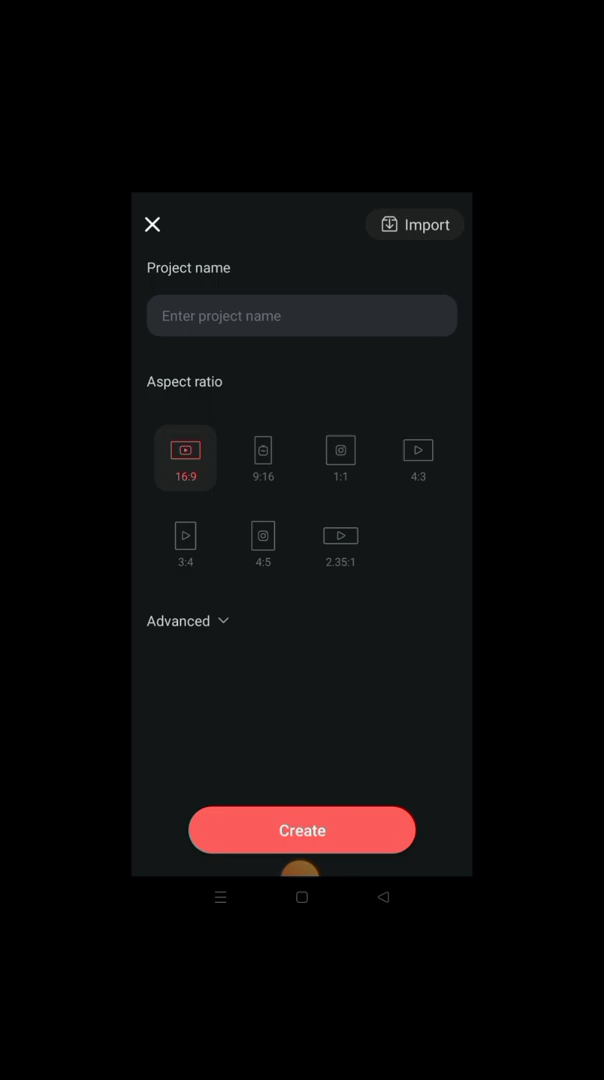 Import
Project name
Enter project name
Aspect ratio
16:9
9:16
1:1
4:3
3:4
4:5
2.35:1
Advanced
Create